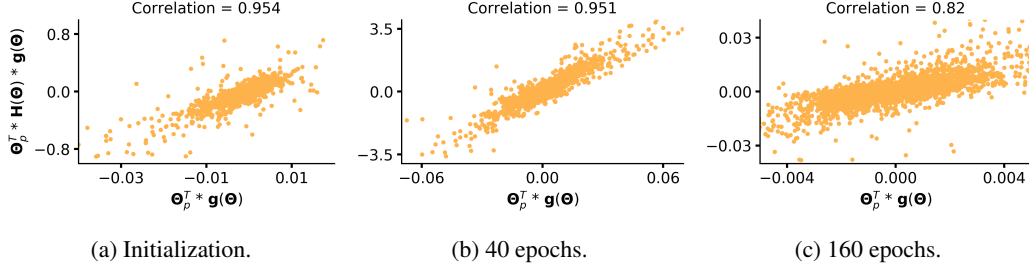 Correlation = 0.954
Correlation = 0.951
Correlation = 0.82
Θ_p^T * H(Θ) * g(Θ)
0.8
0.0
−0.8
−0.03
−0.01
0.01
Θ_p^T * g(Θ)
3.5
0.0
−3.5
−0.06
0.00
0.06
Θ_p^T * g(Θ)
0.03
0.00
−0.03
−0.004
0.000
0.004
Θ_p^T * g(Θ)
(a) Initialization.
(b) 40 epochs.
(c) 160 epochs.